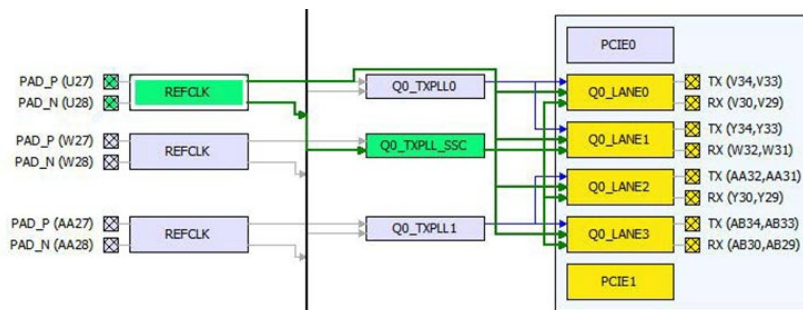 PCIE0
PAD_P (U27)
PAD_N (U28)
REFCLK
Q0_TXPLL0
Q0_LANE0
TX (V34,V33)
RX (V30,V29)
PAD_P (W27)
PAD_N (W28)
REFCLK
Q0_TXPLL_SSC
Q0_LANE1
TX (Y34,Y33)
RX (W32,W31)
Q0_LANE2
TX (AA32,AA31)
RX (Y30,Y29)
PAD_P (AA27)
PAD_N (AA28)
REFCLK
Q0_TXPLL1
Q0_LANE3
TX (AB34,AB33)
RX (AB30,AB29)
PCIE1